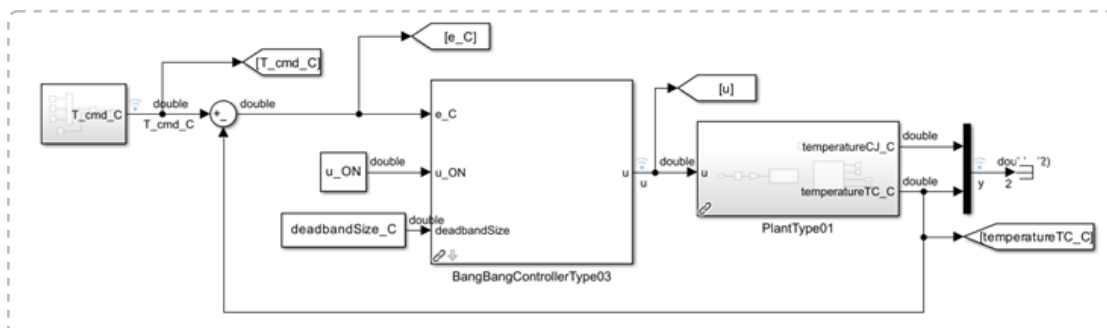 [e_C]
[T_cmd_C]
[u]
T_cmd_C
double
T_cmd_C
+
-
double
e_C
u_ON
double
u_ON
deadbandSize_C
double
deadbandSize
u
u
double
u
BangBangControllerType03
temperatureCJ_C
temperatureTC_C
PlantType01
double
double
y
2
[temperatureTC_C]